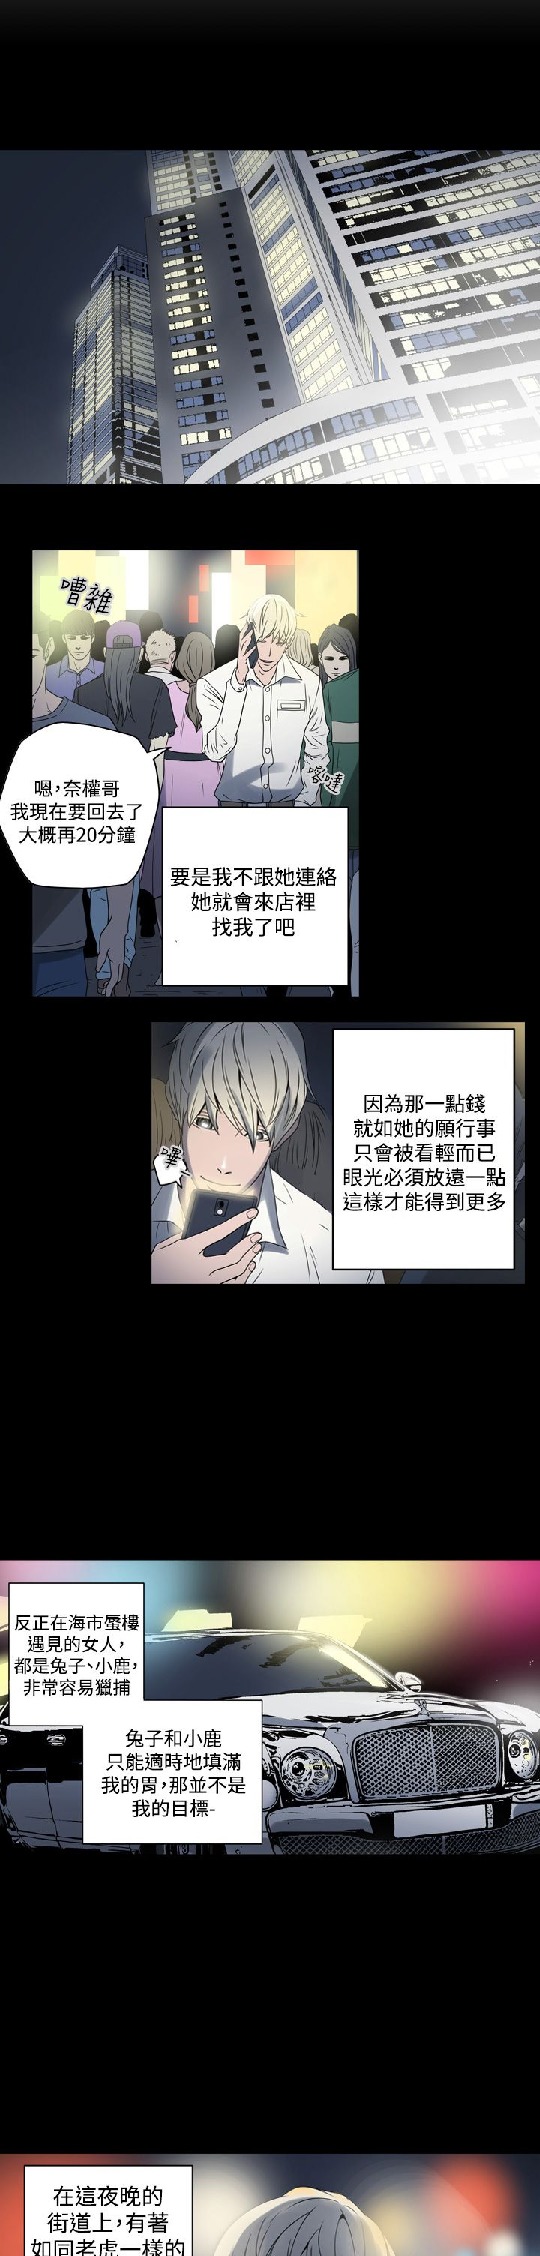 嘈雜
嗯，奈權哥
我現在要回去了
大概再20分鐘
喀噠
要是我不跟她連絡
她就會來店裡
找我了吧
因為那一點錢
就如她的願行事
只會被看輕而已
眼光必須放遠一點
這樣才能得到更多
嗶
反正在海市蜃樓
遇見的女人，
都是兔子、小鹿，
非常容易獵捕
兔子和小鹿
只能適時地填滿
我的胃，那並不是
我的目標-
在這夜晚的
街道上，有著
如同老虎一樣的